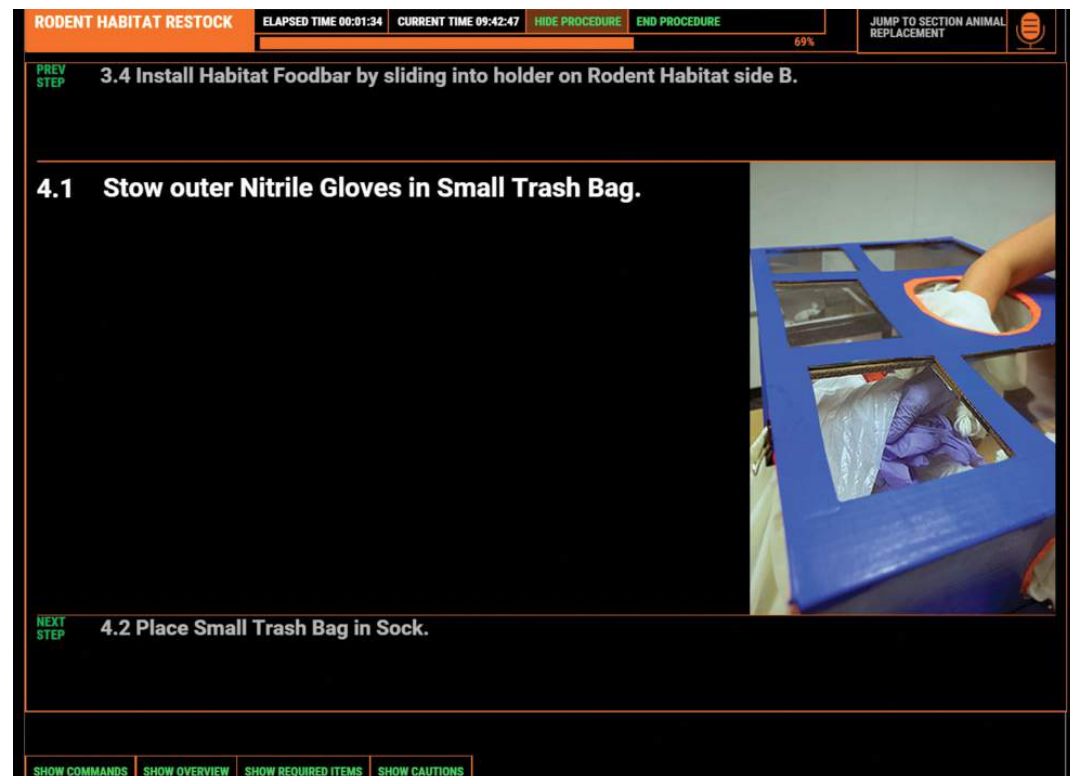 RODENT HABITAT RESTOCK
ELAPSED TIME 00:01:34
CURRENT TIME 09:42:47
HIDE PROCEDURE
END PROCEDURE
69%
JUMP TO SECTION ANIMAL
REPLACEMENT
PREV
STEP
3.4 Install Habitat Foodbar by sliding into holder on Rodent Habitat side B.
4.1 Stow outer Nitrile Gloves in Small Trash Bag.
NEXT
STEP
4.2 Place Small Trash Bag in Sock.
SHOW COMMANDS
SHOW OVERVIEW
SHOW REQUIRED ITEMS
SHOW CAUTIONS